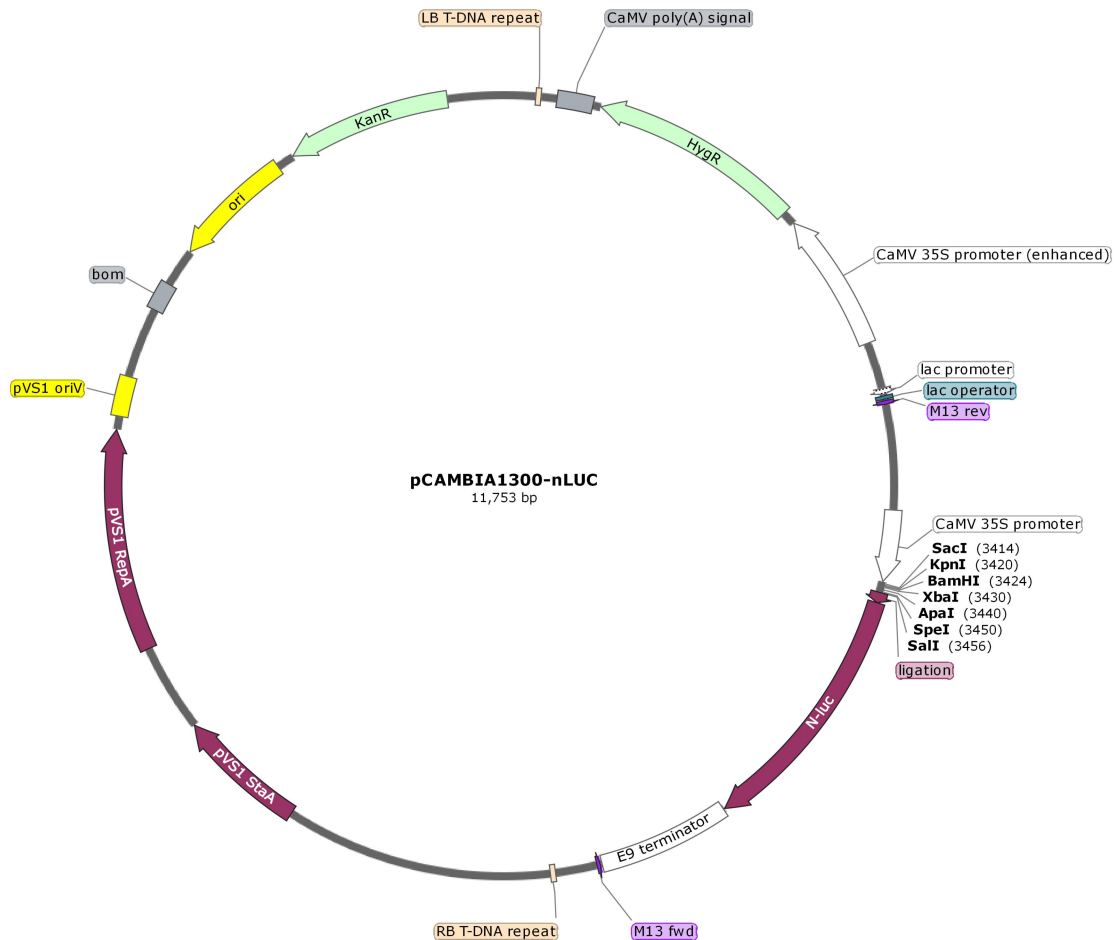 LB T-DNA repeat
CaMV poly(A) signal
KanR
HygR
ori
CaMV 35S promoter (enhanced)
bom
lac promoter
lac operator
M13 rev
pVS1 oriV
pCAMBIA1300-nLUC
11,753 bp
CaMV 35S promoter
SacI (3414)
KpnI (3420)
BamHI (3424)
XbaI (3430)
ApaI (3440)
SpeI (3450)
SalI (3456)
ligation
pVS1 RepA
N-luc
pVS1 StaA
E9 terminator
RB T-DNA repeat
M13 fwd